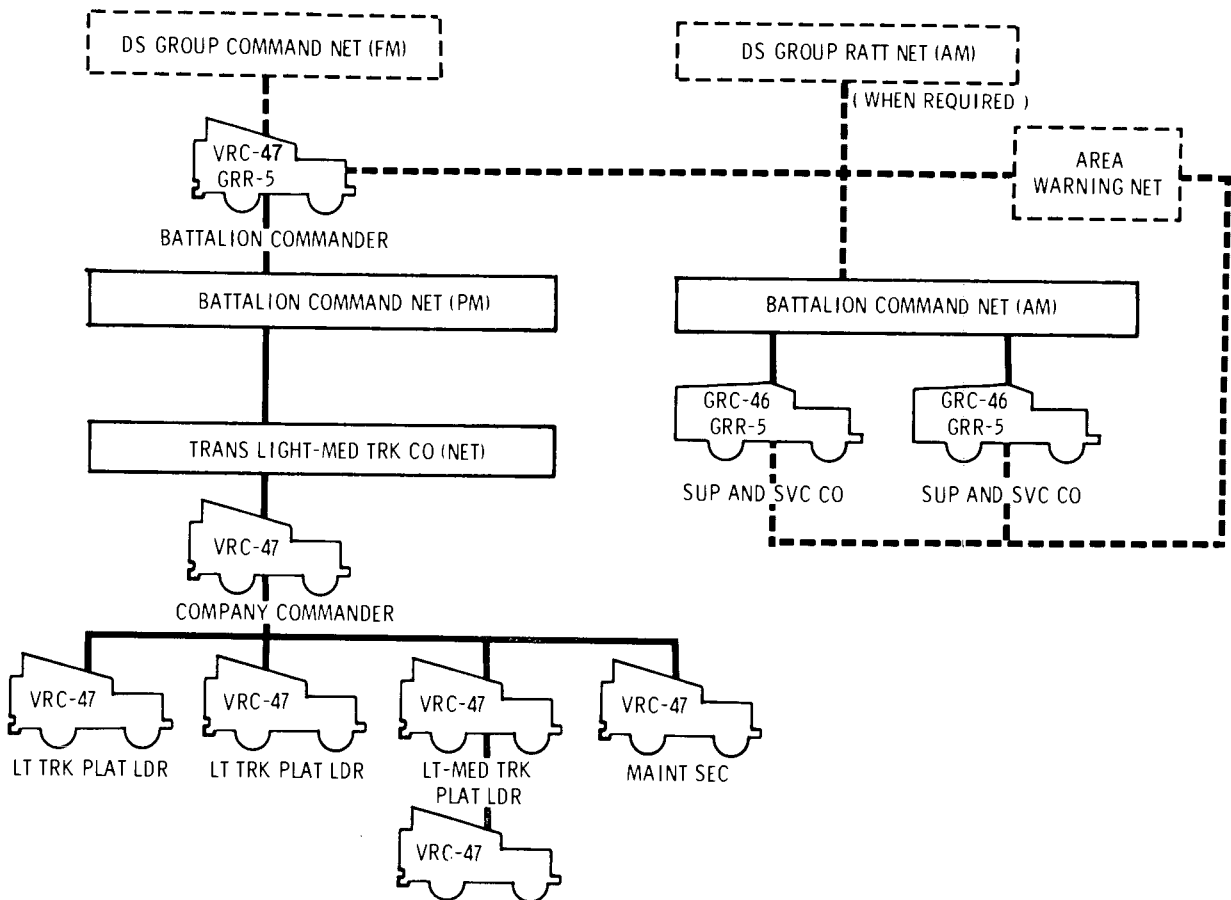 DS GROUP COMMAND NET (FM)
DS GROUP RATT NET (AM)
( WHEN REQUIRED )
VRC-47
GRR-5
AREA
WARNING NET
BATTALION COMMANDER
BATTALION COMMAND NET (PM)
BATTALION COMMAND NET (AM)
GRC-46
GRR-5
GRC-46
GRR-5
TRANS LIGHT-MED TRK CO (NET)
SUP AND SVC CO
SUP AND SVC CO
VRC-47
COMPANY COMMANDER
VRC-47
VRC-47
VRC-47
VRC-47
LT TRK PLAT LDR
LT TRK PLAT LDR
LT-MED TRK
PLAT LDR
MAINT SEC
VRC-47